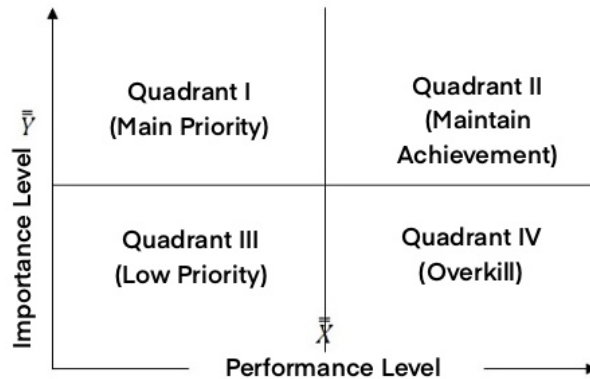 Quadrant I
(Main Priority)
Quadrant II
(Maintain
Achievement)
Importance Level Y̿
Quadrant III
(Low Priority)
Quadrant IV
(Overkill)
X̿
Performance Level